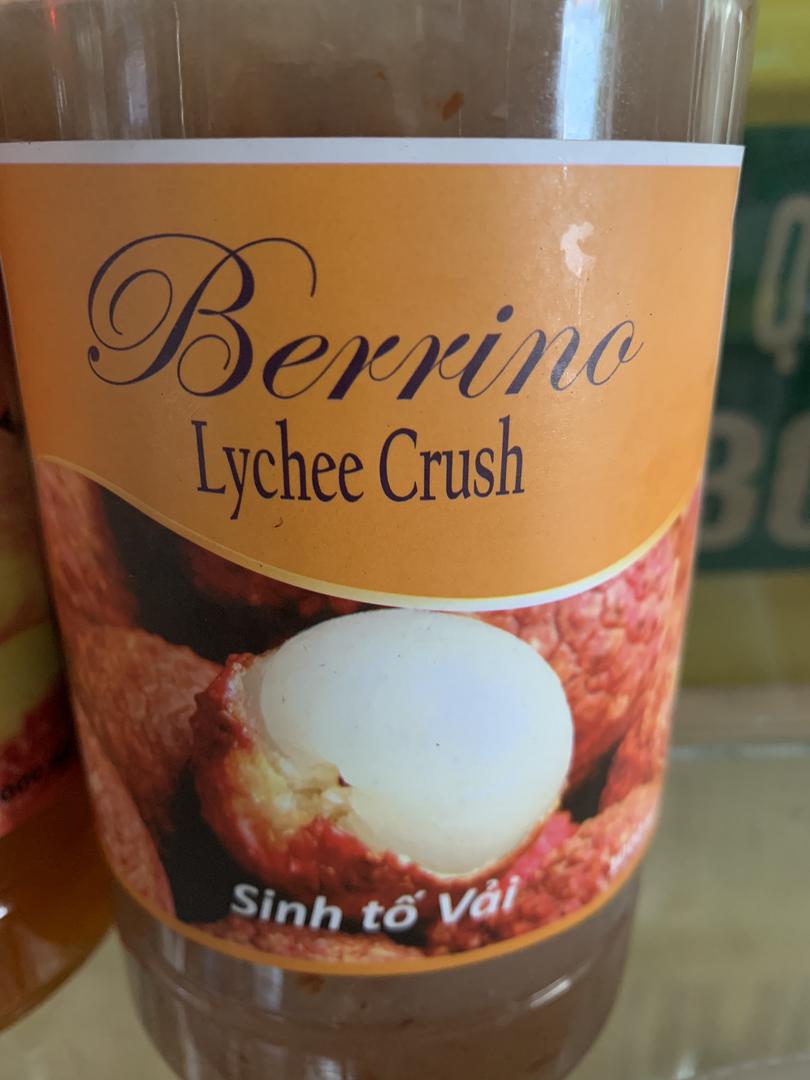 Berrino
Lychee Crush
Sinh tố Vải